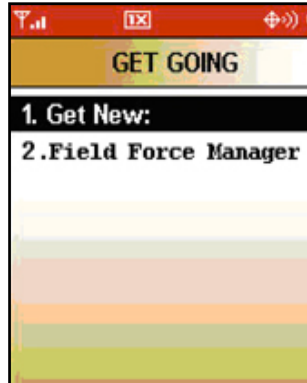 1X
GET GOING
1. Get New:
2.Field Force Manager